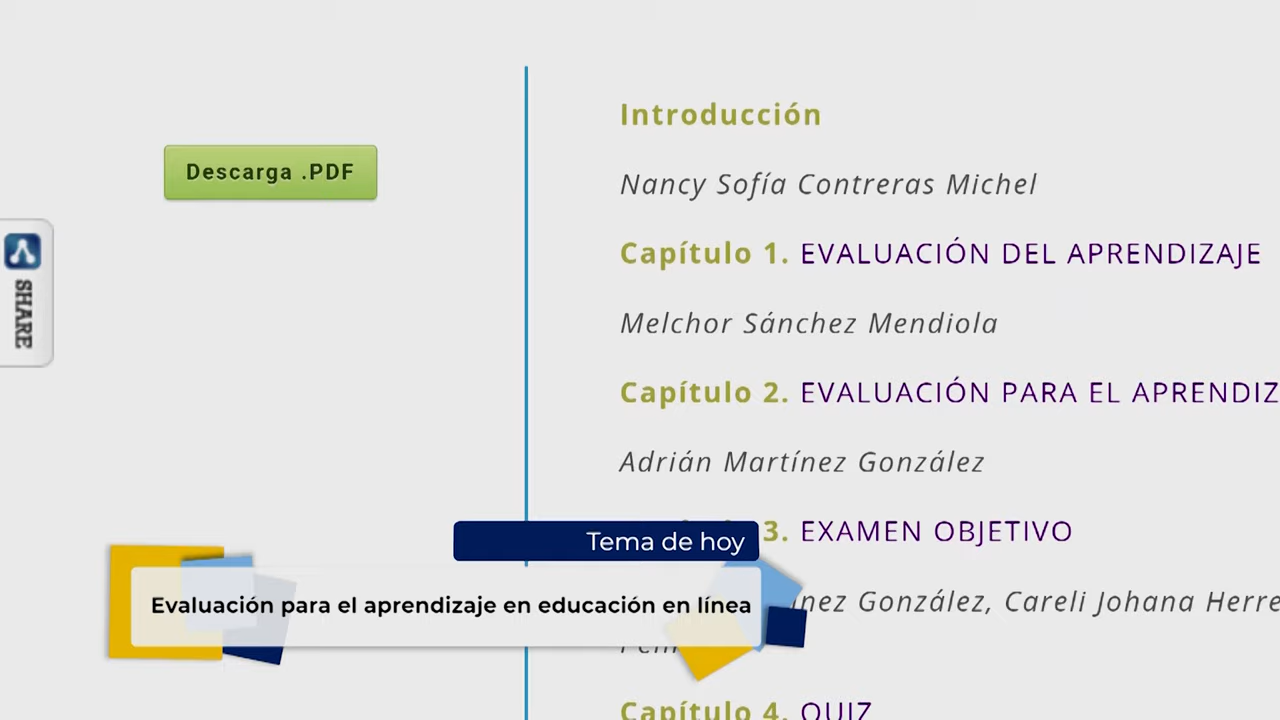 Descarga .PDF
SHARE
Introducción
Nancy Sofía Contreras Michel
Capítulo 1. EVALUACIÓN DEL APRENDIZAJE
Melchor Sánchez Mendiola
Capítulo 2. EVALUACIÓN PARA EL APRENDIZ
Adrián Martínez González
3. EXAMEN OBJETIVO
González, Careli Johana Herre
Capítulo 4. QUIZ
Tema de hoy
Evaluación para el aprendizaje en educación en línea